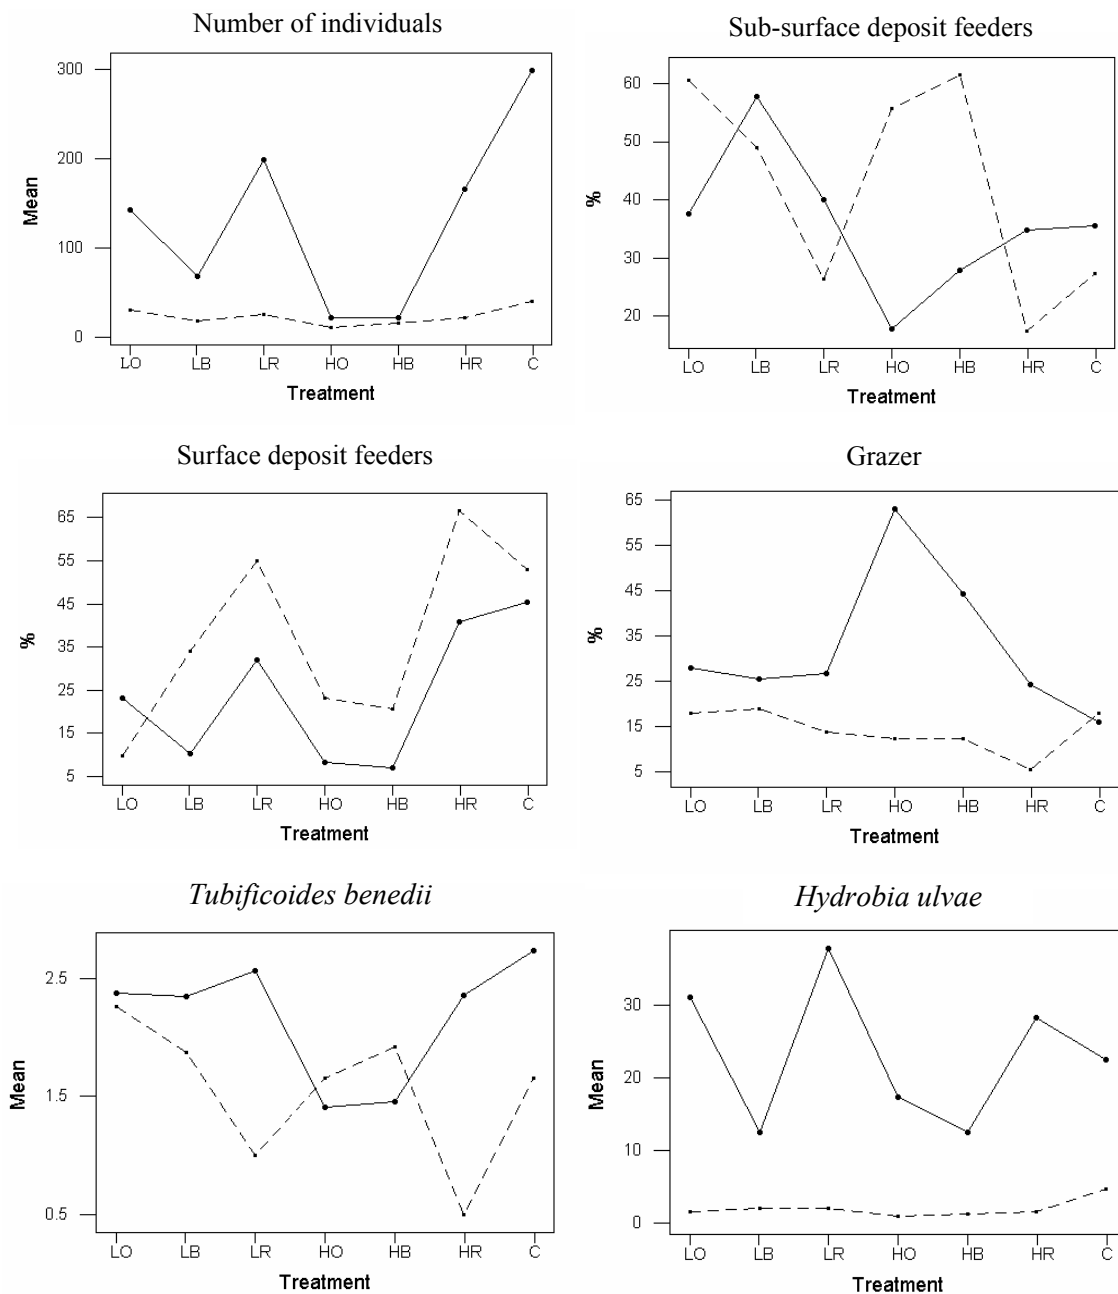 Number of individuals
300
200
100
0
Mean
LO LB LR HO HB HR C
Treatment
Sub-surface deposit feeders
60
50
40
30
20
%
LO LB LR HO HB HR C
Treatment
Surface deposit feeders
65
55
45
35
25
15
5
%
LO LB LR HO HB HR C
Treatment
Grazer
65
55
45
35
25
15
5
%
LO LB LR HO HB HR C
Treatment
Tubificoides benedii
2.5
1.5
0.5
Mean
LO LB LR HO HB HR C
Treatment
Hydrobia ulvae
30
20
10
0
Mean
LO LB LR HO HB HR C
Treatment